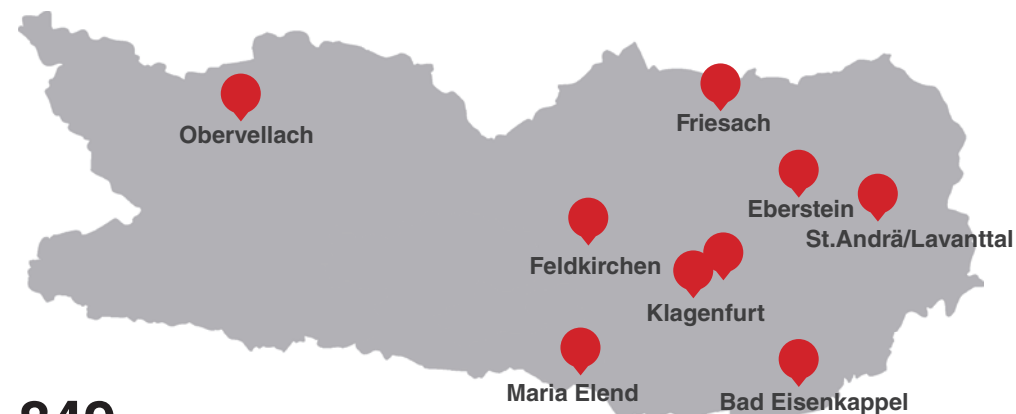 Friesach
Obervellach
Eberstein
St.Andrä/Lavanttal
Feldkirchen
Klagenfurt
Maria Elend
Bad Eisenkappel